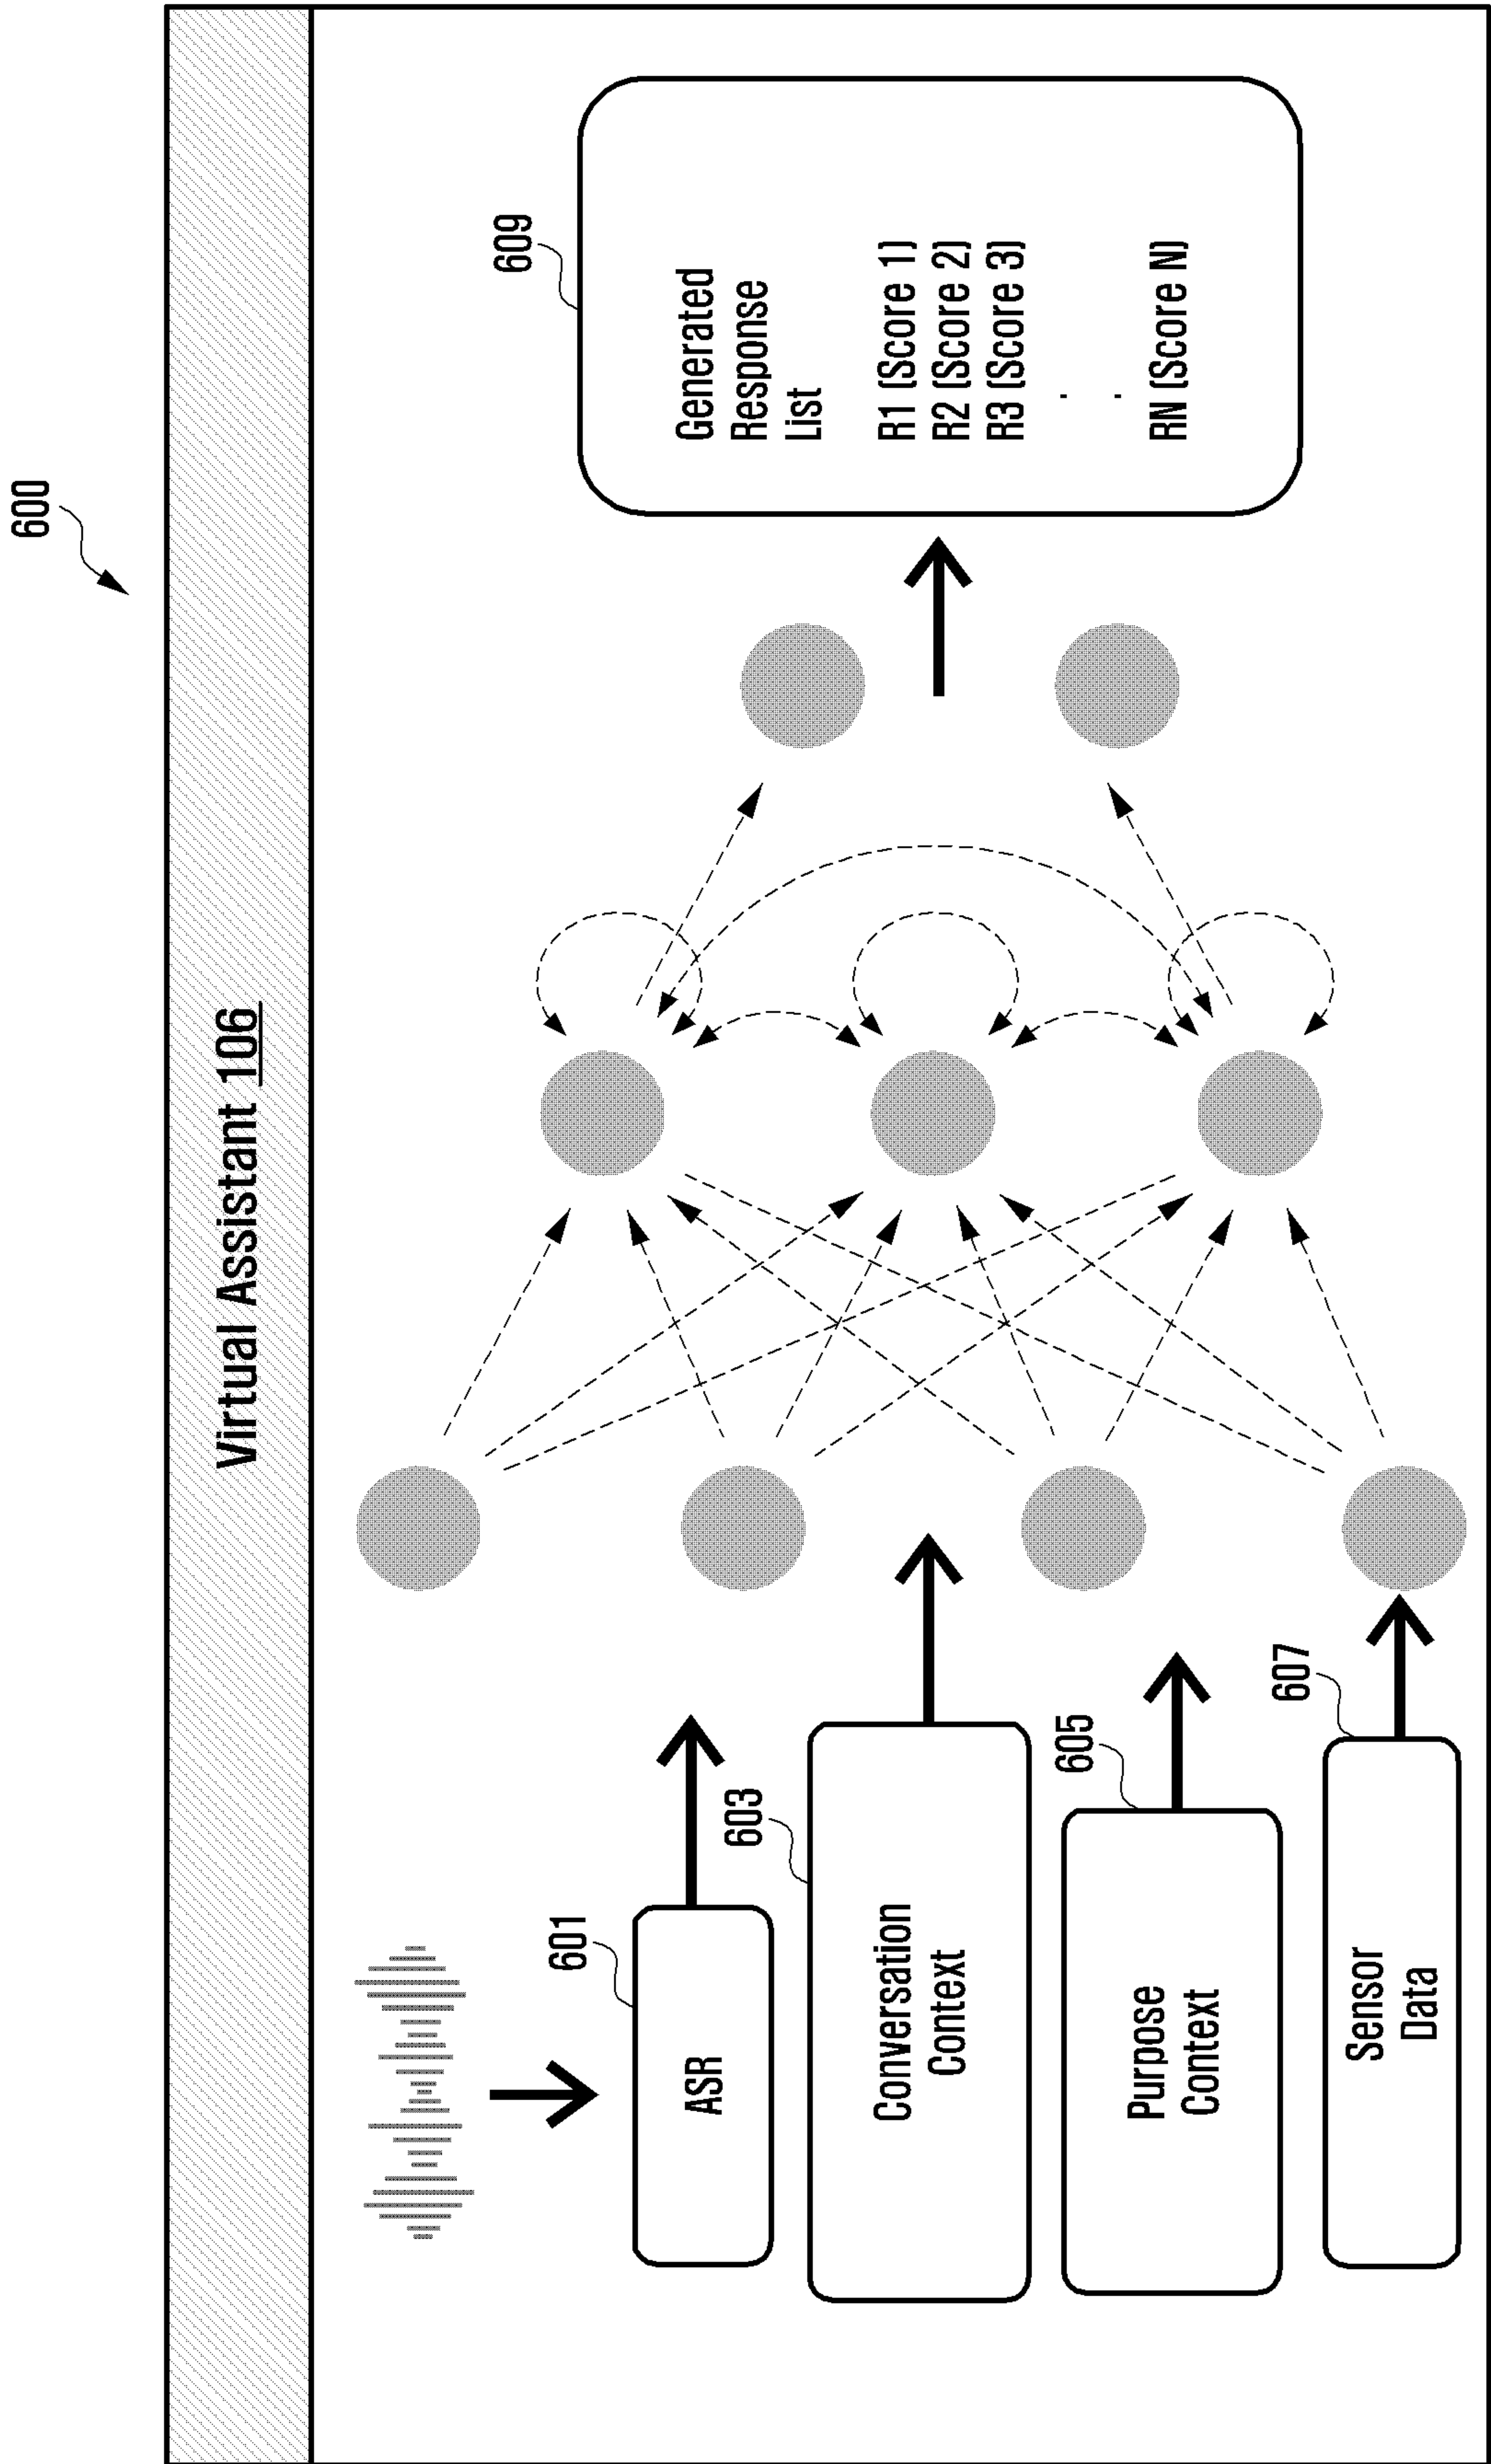 600
Virtual Assistant 106
601
ASR
603
Conversation
Context
605
Purpose
Context
607
Sensor
Data
609
Generated
Response
List
R1 (Score 1)
R2 (Score 2)
R3 (Score 3)
.
.
RN (Score N)